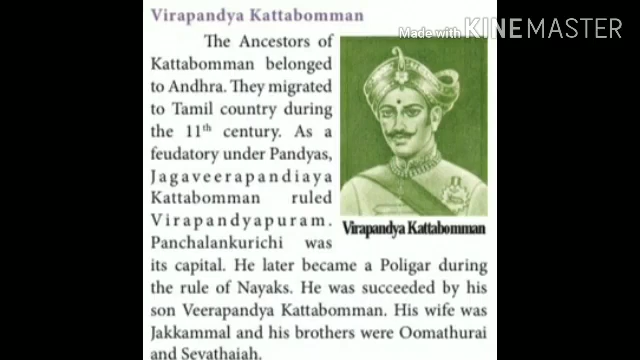 Virapandya Kattabomman
Made with KINEMASTER
The Ancestors of
Kattabomman belonged
to Andhra. They migrated
to Tamil country during
the 11th century. As a
feudatory under Pandyas,
Jagaveerapandiaya
Kattabomman ruled
Virapandyapuram.
Panchalankurichi was
Virapandya Kattabomman
its capital. He later became a Poligar during
the rule of Nayaks. He was succeeded by his
son Veerapandya Kattabomman. His wife was
Jakkammal and his brothers were Oomathurai
and Sevathaiah.